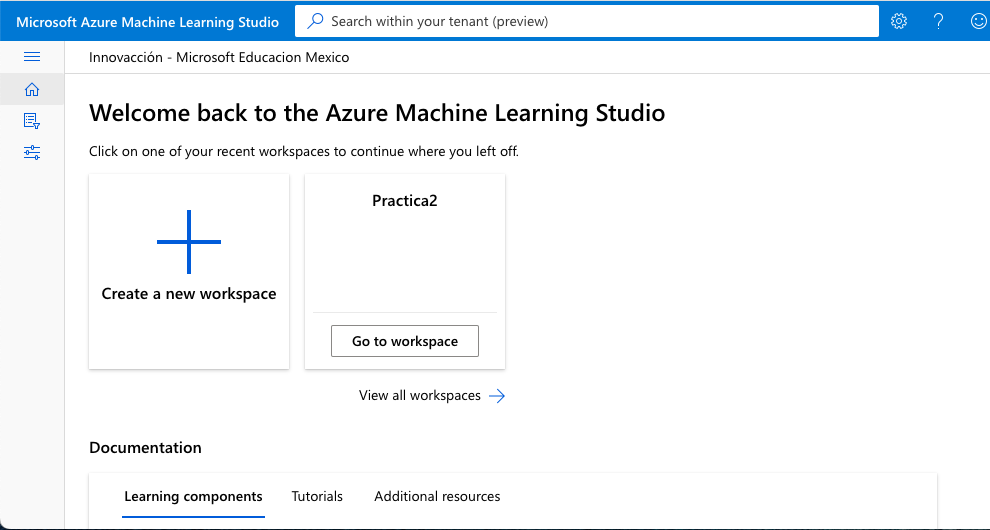 Microsoft Azure Machine Learning Studio
Search within your tenant (preview)
Innovacción - Microsoft Educacion Mexico
Welcome back to the Azure Machine Learning Studio
Click on one of your recent workspaces to continue where you left off.
Create a new workspace
Practica2
Go to workspace
View all workspaces
Documentation
Learning components
Tutorials
Additional resources